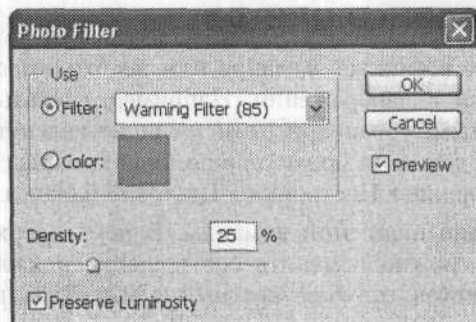 Photo Filter
Use
Filter: Warming Filter (85)
Color:
OK
Cancel
Preview
Density: 25 %
Preserve Luminosity